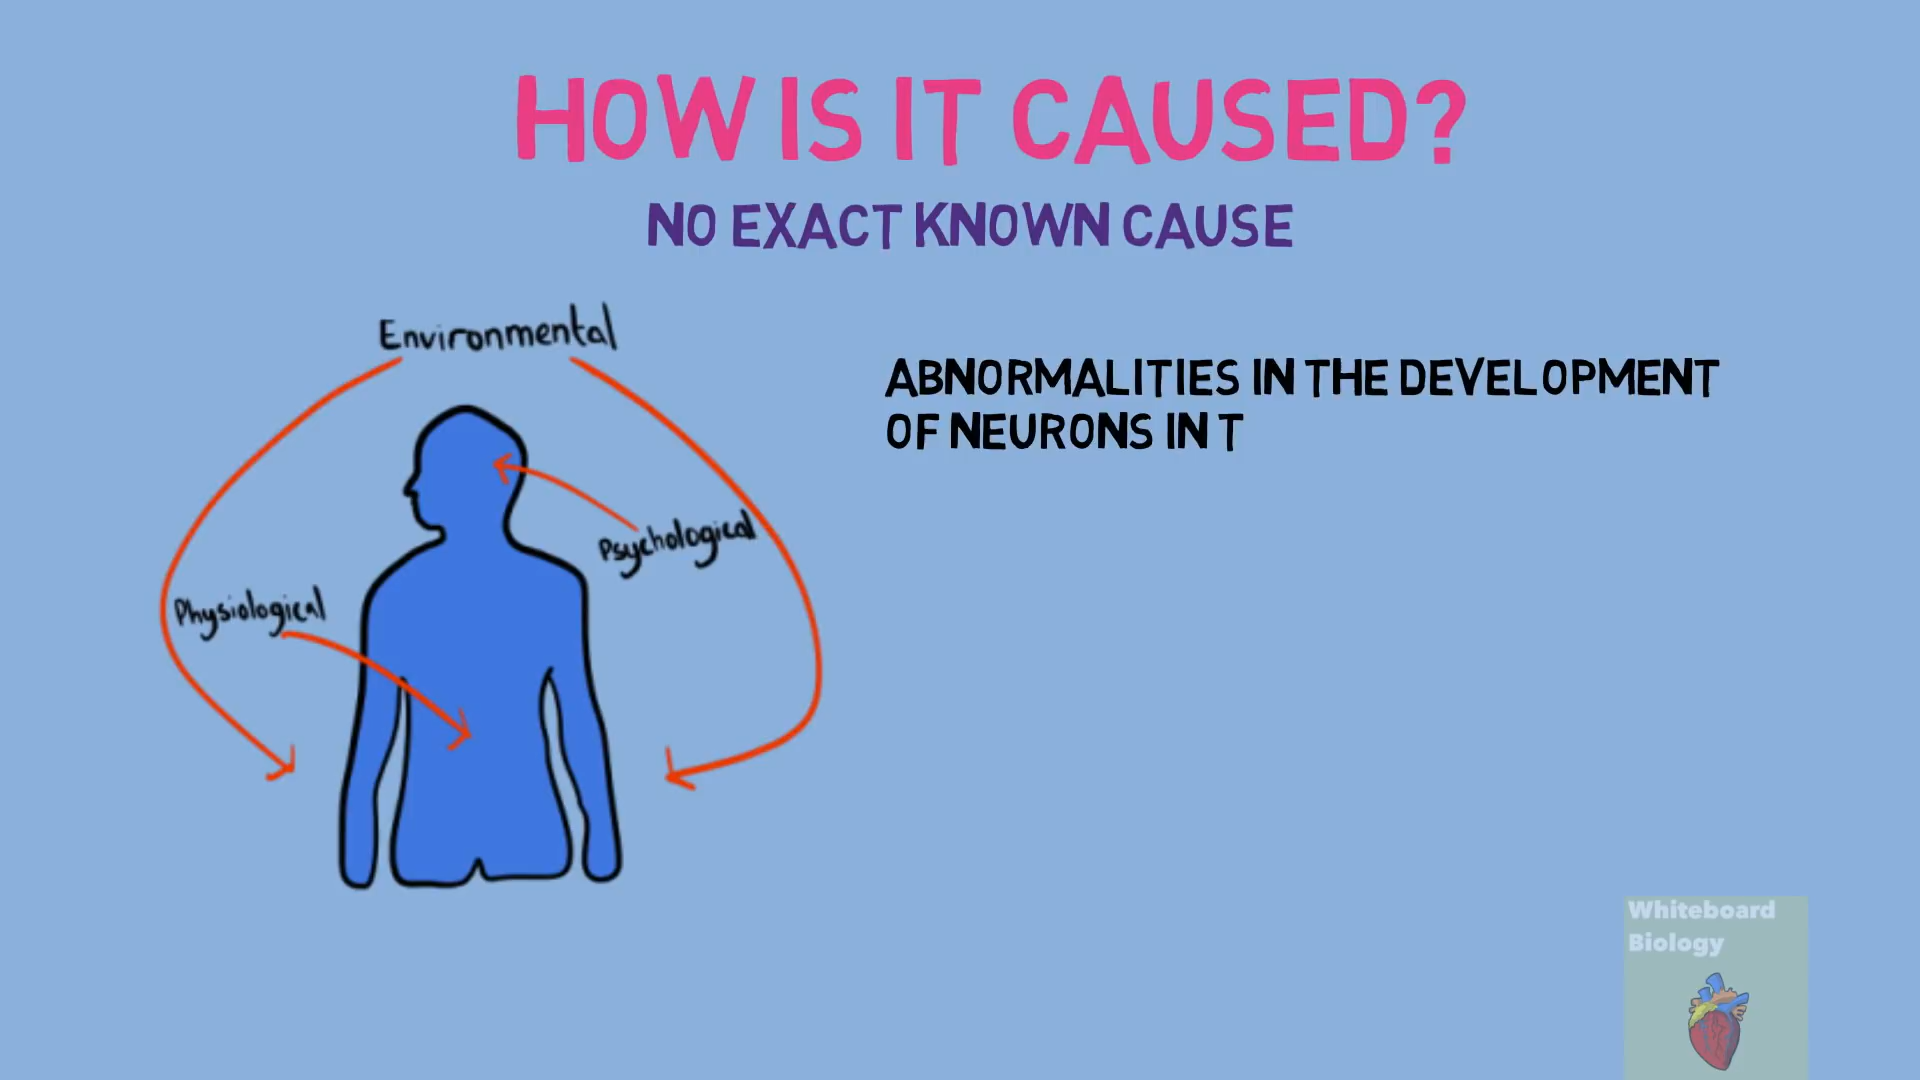 HOW IS IT CAUSED?
NO EXACT KNOWN CAUSE
Environmental
ABNORMALITIES IN THE DEVELOPMENT
OF NEURONS IN T
Psychological
Physiological
Whiteboard
Biology